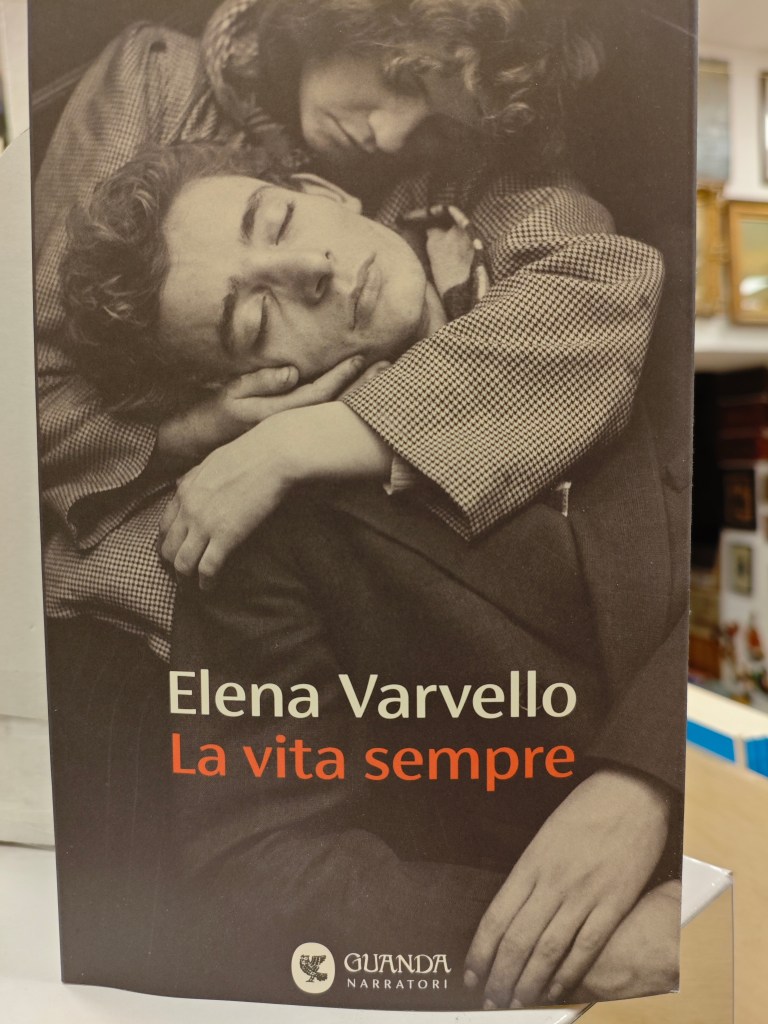 Elena Varvello
La vita sempre
GUANDA
NARRATORI